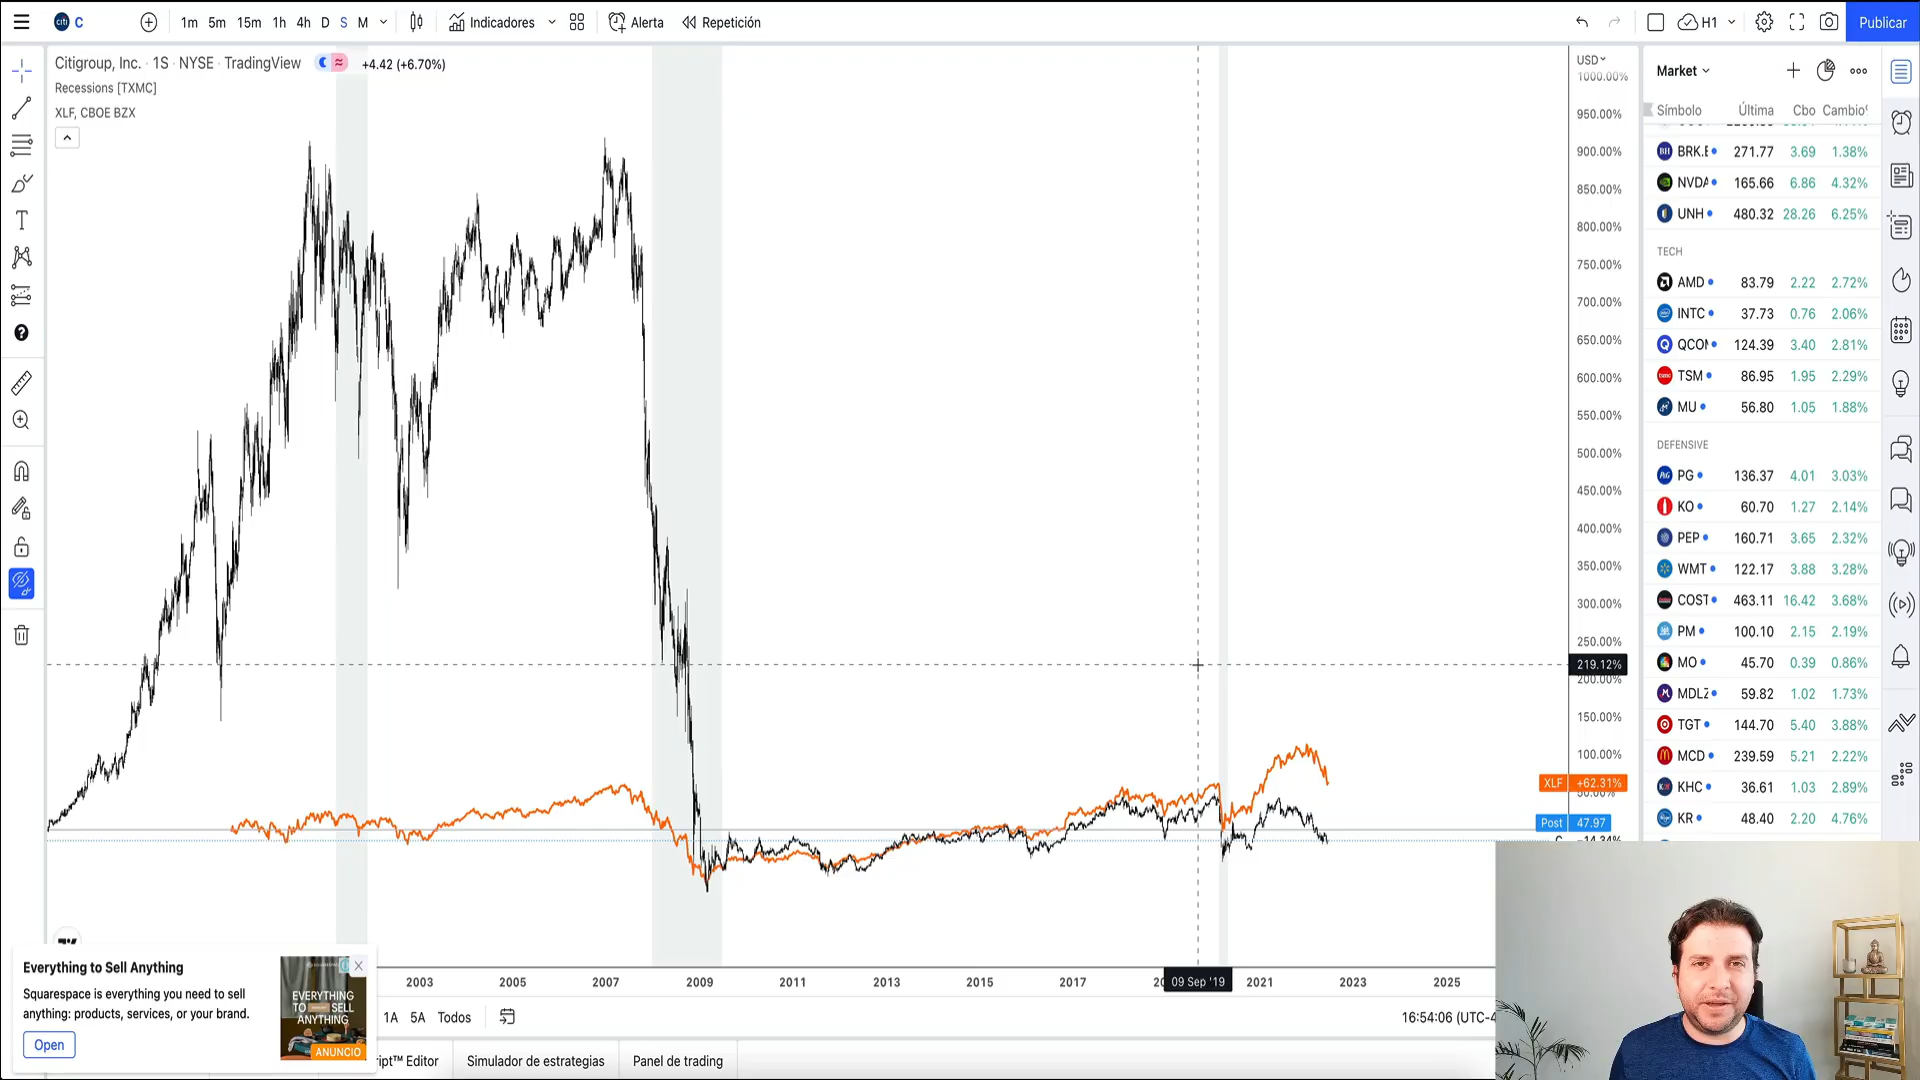 citi C 1m 5m 15m 1h 4h D S M Indicadores Alerta Repetición H1 Publicar
Citigroup, Inc. · 1S · NYSE · TradingView +4.42 (+6.70%)
Recessions [TXMC]
XLF, CBOE BZX
USD
1000.00%
950.00%
900.00%
850.00%
800.00%
750.00%
700.00%
650.00%
600.00%
550.00%
500.00%
450.00%
400.00%
350.00%
300.00%
250.00%
219.12%
200.00%
150.00%
100.00%
XLF +62.31%
50.00%
Post 47.97
C −14.34%
2003 2005 2007 2009 2011 2013 2015 2017 09 Sep '19 2021 2023 2025
1A 5A Todos
16:54:06 (UTC-4
ript™ Editor Simulador de estrategias Panel de trading
Everything to Sell Anything
Squarespace is everything you need to sell
anything: products, services, or your brand.
Open
EVERYTHING
TO SELL
ANYTHING
ANUNCIO
Market
Símbolo Última Cbo Cambio
BRK.B 271.77 3.69 1.38%
NVDA 165.66 6.86 4.32%
UNH 480.32 28.26 6.25%
TECH
AMD 83.79 2.22 2.72%
INTC 37.73 0.76 2.06%
QCOM 124.39 3.40 2.81%
TSM 86.95 1.95 2.29%
MU 56.80 1.05 1.88%
DEFENSIVE
PG 136.37 4.01 3.03%
KO 60.70 1.27 2.14%
PEP 160.71 3.65 2.32%
WMT 122.17 3.88 3.28%
COST 463.11 16.42 3.68%
PM 100.10 2.15 2.19%
MO 45.70 0.39 0.86%
MDLZ 59.82 1.02 1.73%
TGT 144.70 5.40 3.88%
MCD 239.59 5.21 2.22%
KHC 36.61 1.03 2.89%
KR 48.40 2.20 4.76%